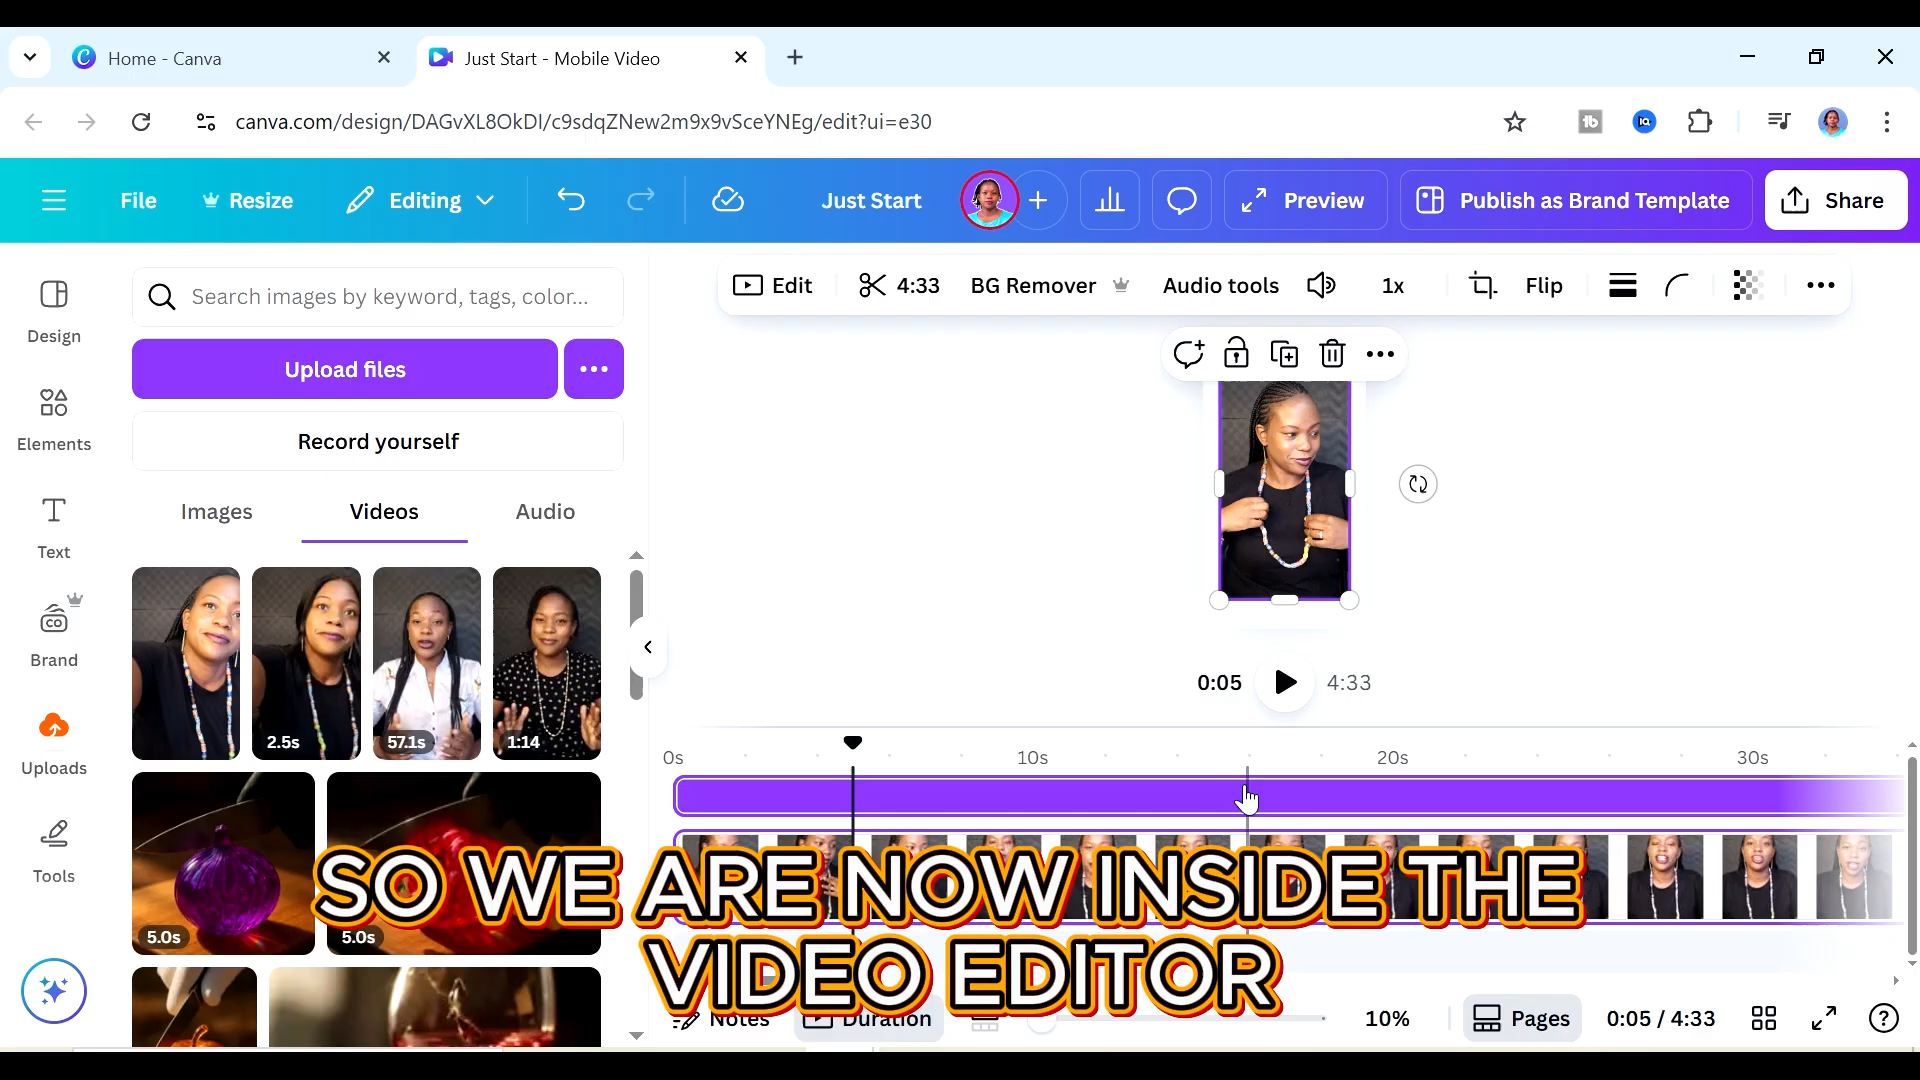 Home - Canva
Just Start - Mobile Video
canva.com/design/DAGvXL8OkDI/c9sdqZNew2m9x9vSceYNEg/edit?ui=e30
File
Resize
Editing
Just Start
Preview
Publish as Brand Template
Share
Design
Elements
Text
Brand
Uploads
Tools
Search images by keyword, tags, color...
Upload files
Record yourself
Images
Videos
Audio
2.5s
57.1s
1:14
5.0s
5.0s
Edit
4:33
BG Remover
Audio tools
1x
Flip
0:05
4:33
0s
10s
20s
30s
SO WE ARE NOW INSIDE THE
VIDEO EDITOR
Notes
Duration
10%
Pages
0:05 / 4:33